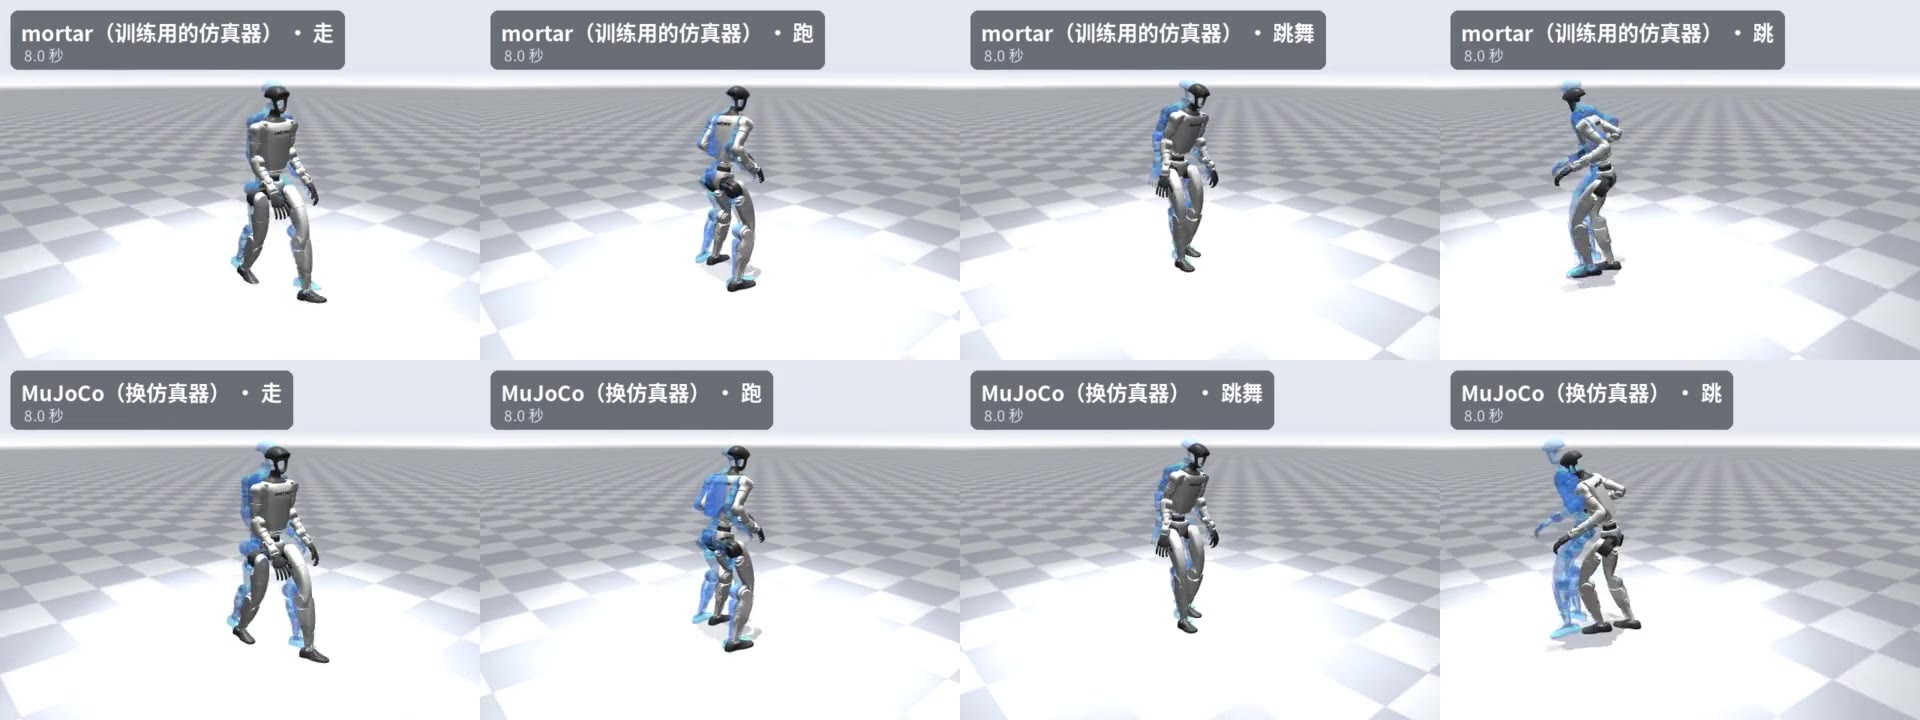 mortar（训练用的仿真器） · 走
8.0 秒
mortar（训练用的仿真器） · 跑
8.0 秒
mortar（训练用的仿真器） · 跳舞
8.0 秒
mortar（训练用的仿真器） · 跳
8.0 秒
MuJoCo（换仿真器） · 走
8.0 秒
MuJoCo（换仿真器） · 跑
8.0 秒
MuJoCo（换仿真器） · 跳舞
8.0 秒
MuJoCo（换仿真器） · 跳
8.0 秒